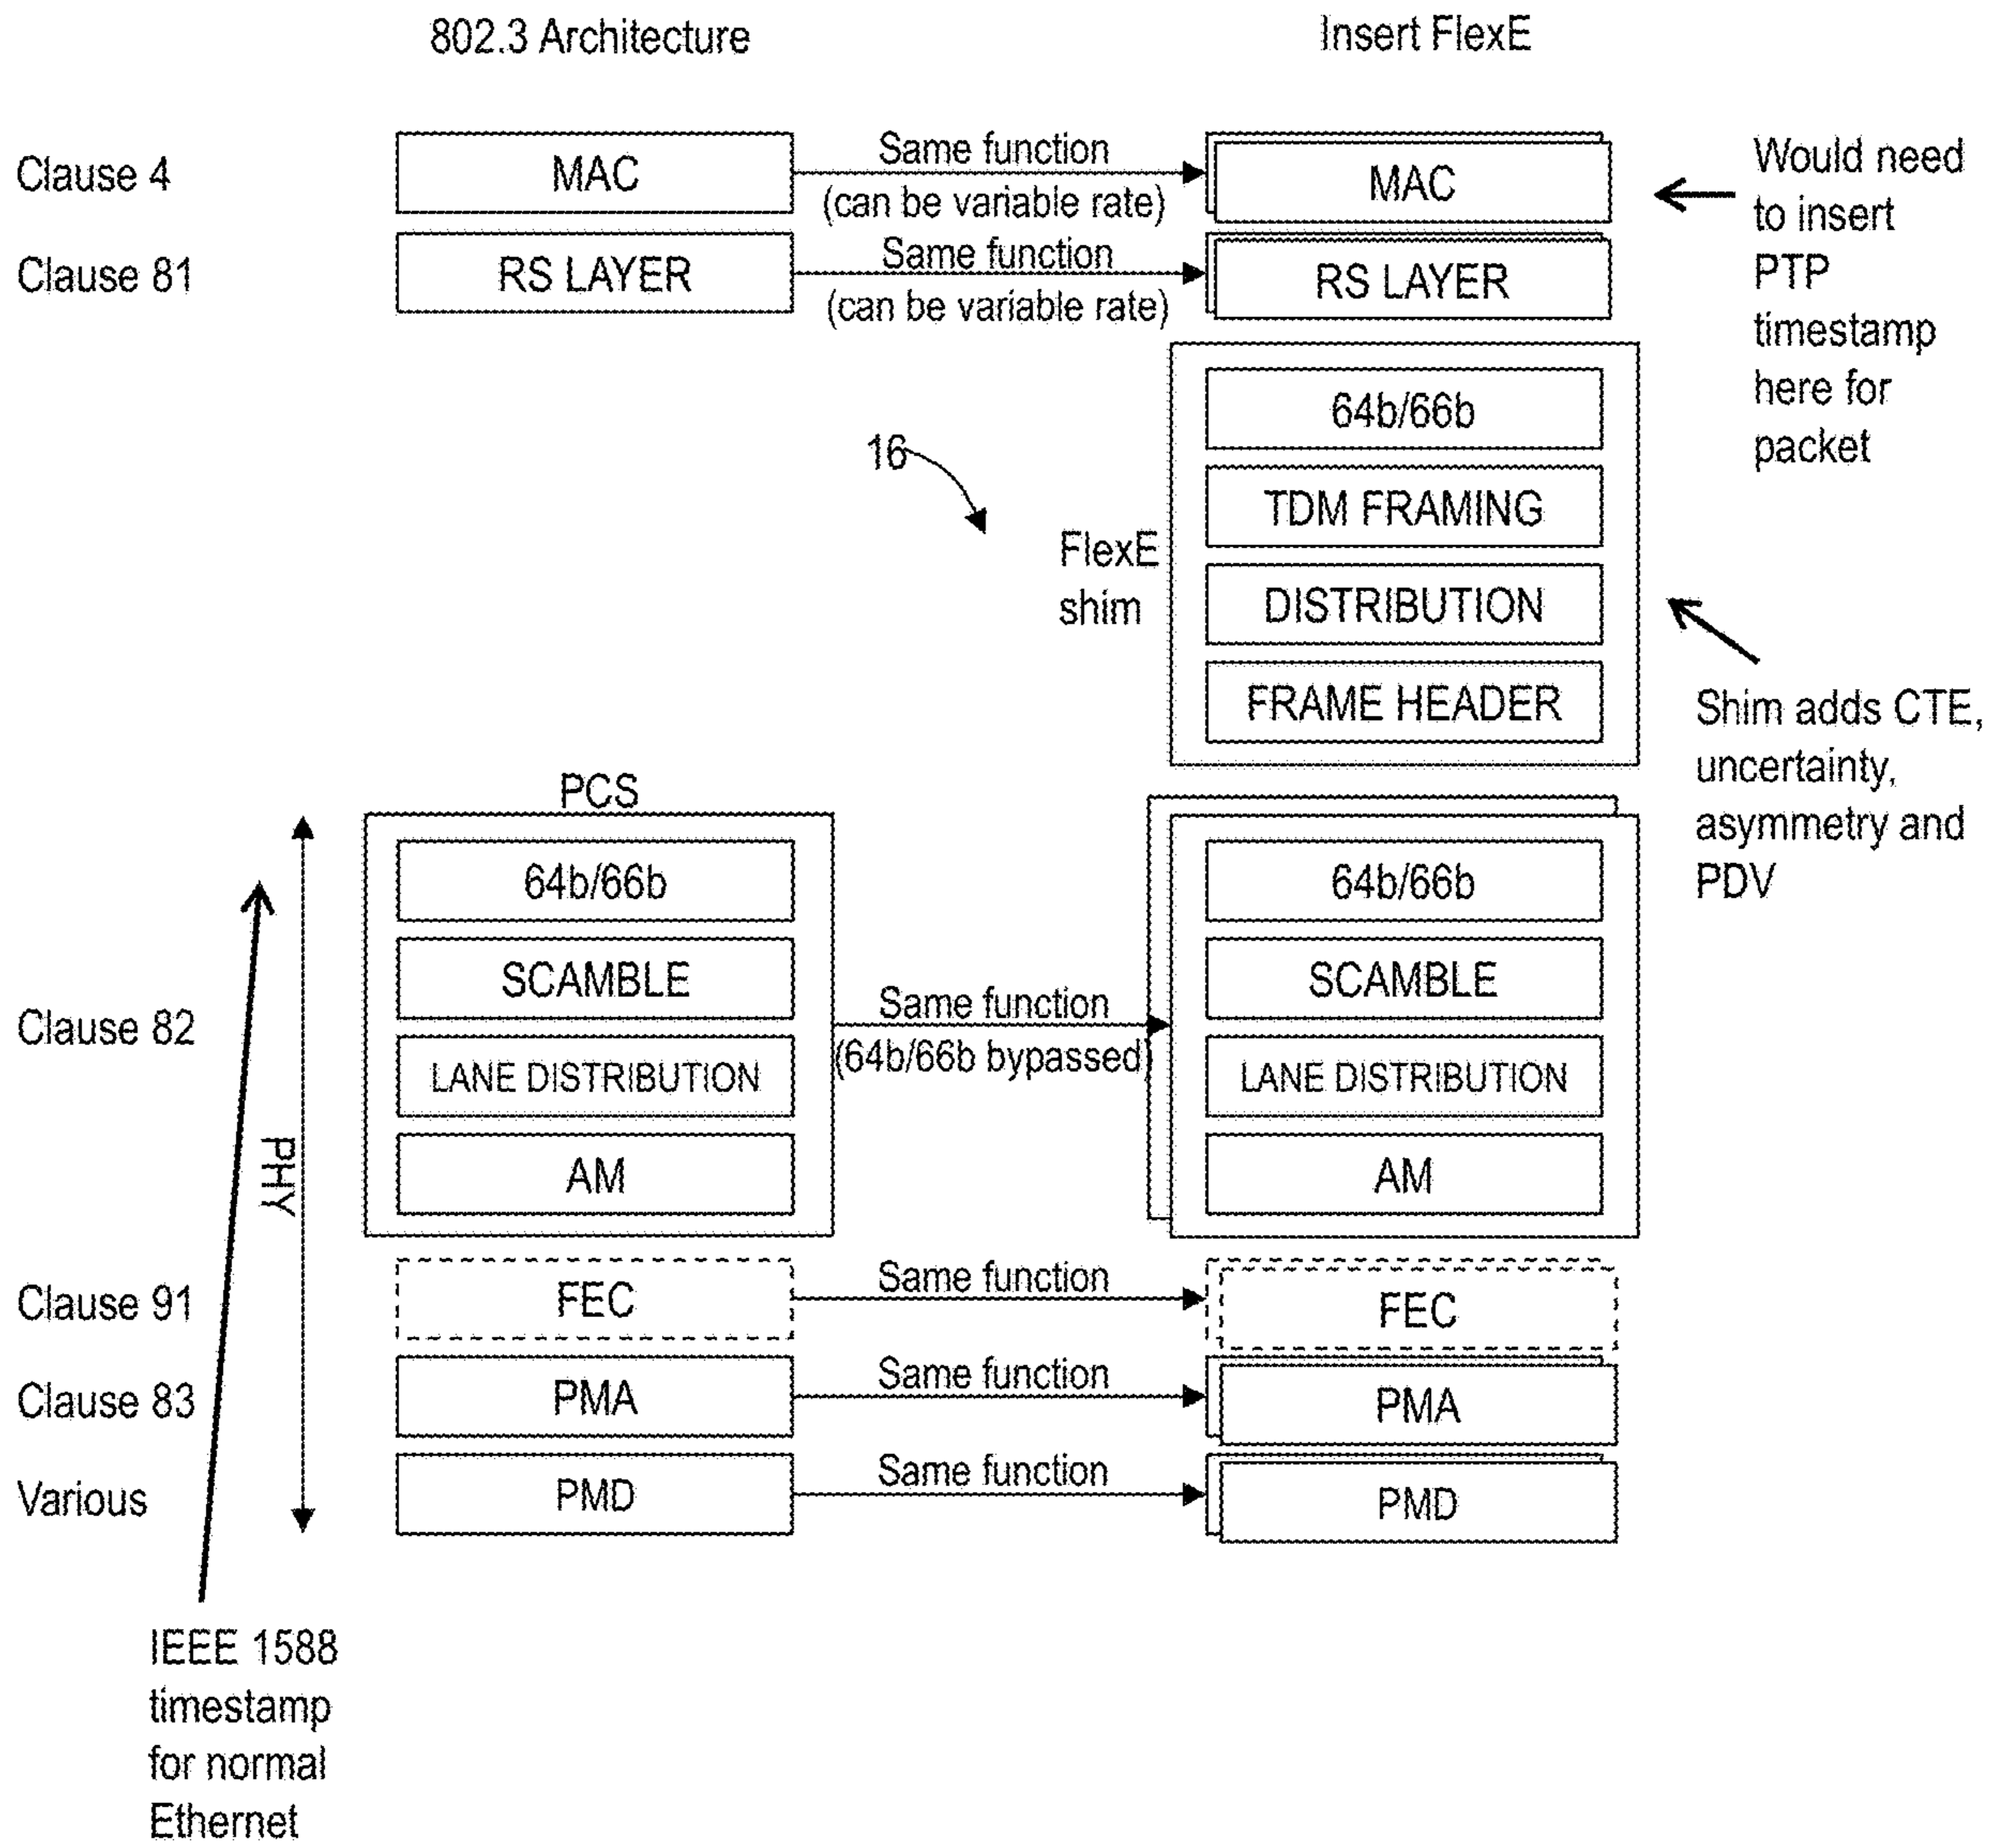 802.3 Architecture
Insert FlexE
Clause 4
MAC
Same function
(can be variable rate)
MAC
Would need
to insert
PTP
timestamp
here for
packet
Clause 81
RS LAYER
Same function
(can be variable rate)
RS LAYER
16
FlexE
shim
64b/66b
TDM FRAMING
DISTRIBUTION
FRAME HEADER
Shim adds CTE,
uncertainty,
asymmetry and
PDV
PCS
PHY
Clause 82
64b/66b
SCAMBLE
LANE DISTRIBUTION
AM
Same function
(64b/66b bypassed)
64b/66b
SCAMBLE
LANE DISTRIBUTION
AM
Clause 91
FEC
Same function
FEC
Clause 83
PMA
Same function
PMA
Various
PMD
Same function
PMD
IEEE 1588
timestamp
for normal
Ethernet